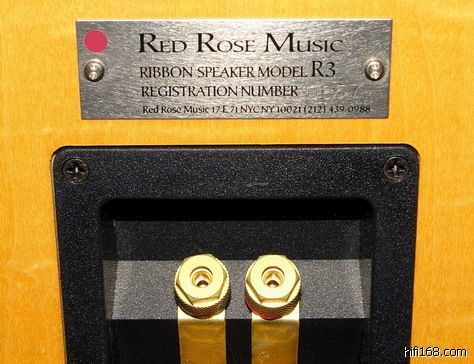 RED ROSE MUSIC
RIBBON SPEAKER MODEL R3
REGISTRATION NUMBER
Red Rose Music 17 E. 71 NYC NY 10021 (212) 439-0988
hifi168.com